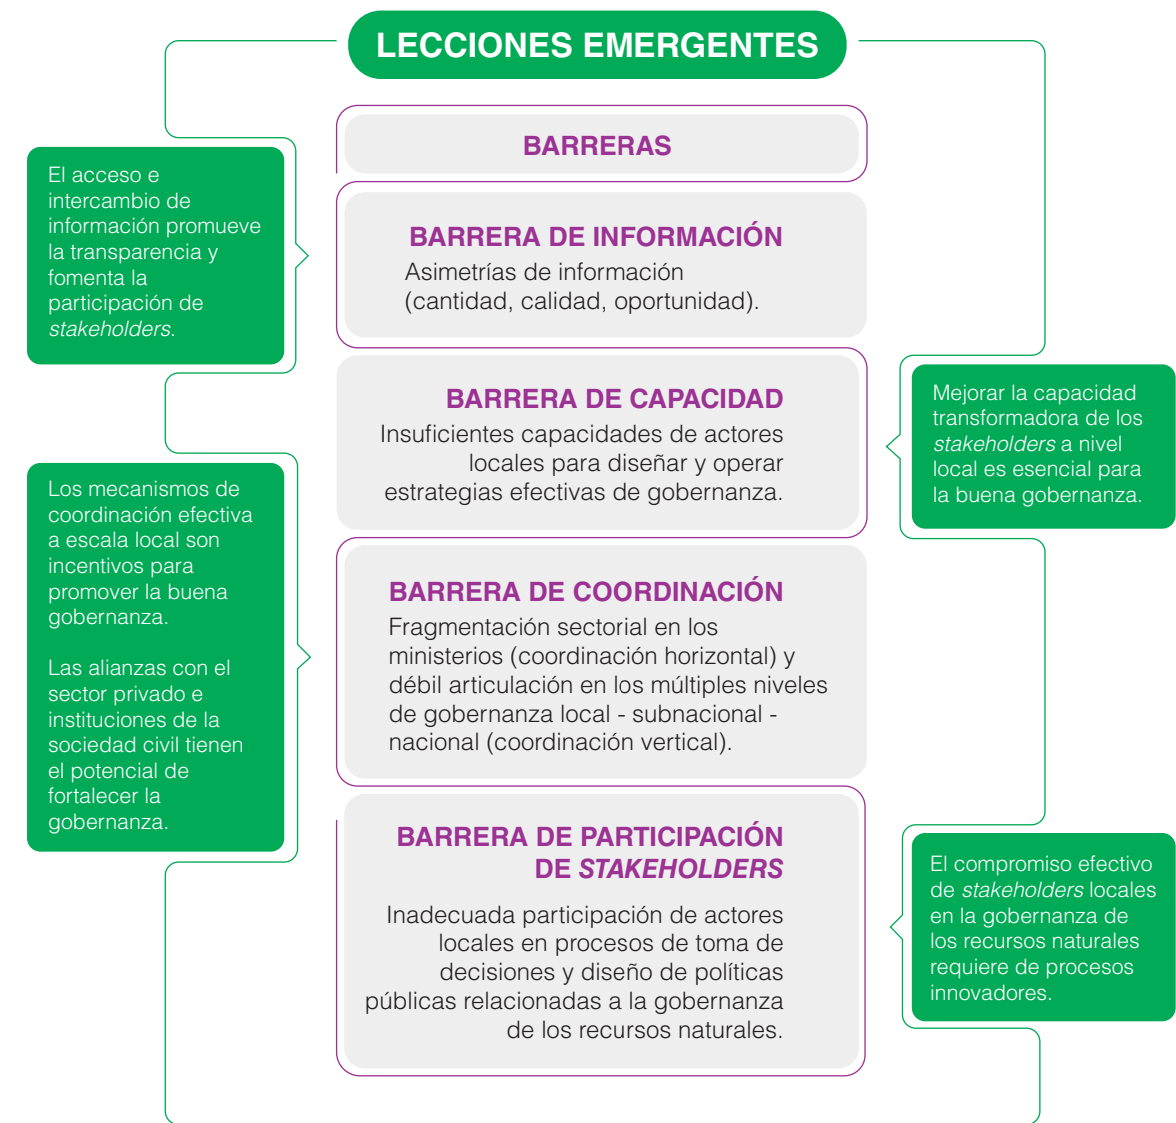 LECCIONES EMERGENTES
BARRERAS
El acceso e
intercambio de
información promueve
la transparencia y
fomenta la
participación de
stakeholders.
BARRERA DE INFORMACIÓN
Asimetrías de información
(cantidad, calidad, oportunidad).
BARRERA DE CAPACIDAD
Insuficientes capacidades de actores
locales para diseñar y operar
estrategias efectivas de gobernanza.
Mejorar la capacidad
transformadora de los
stakeholders a nivel
local es esencial para
la buena gobernanza.
Los mecanismos de
coordinación efectiva
a escala local son
incentivos para
promover la buena
gobernanza.
Las alianzas con el
sector privado e
instituciones de la
sociedad civil tienen
el potencial de
fortalecer la
gobernanza.
BARRERA DE COORDINACIÓN
Fragmentación sectorial en los
ministerios (coordinación horizontal) y
débil articulación en los múltiples niveles
de gobernanza local - subnacional -
nacional (coordinación vertical).
BARRERA DE PARTICIPACIÓN
DE STAKEHOLDERS
Inadecuada participación de actores
locales en procesos de toma de
decisiones y diseño de políticas
públicas relacionadas a la gobernanza
de los recursos naturales.
El compromiso efectivo
de stakeholders locales
en la gobernanza de
los recursos naturales
requiere de procesos
innovadores.